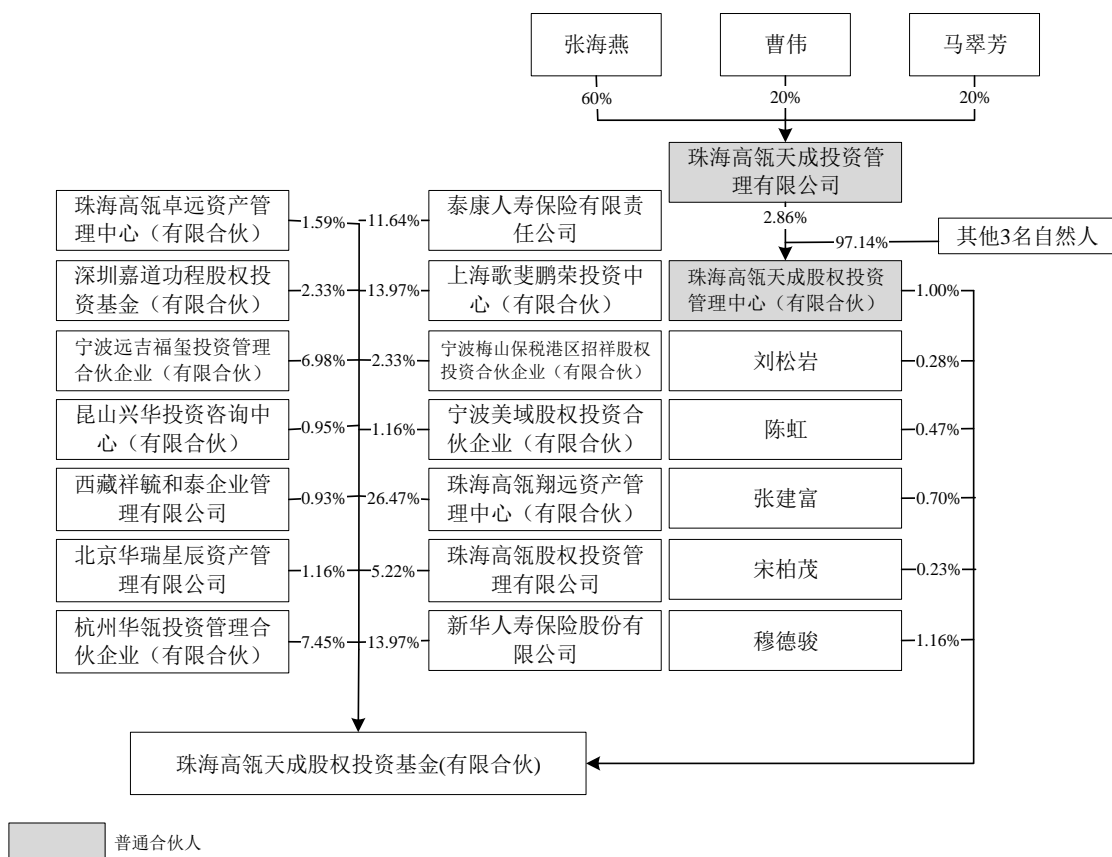 张海燕
曹伟
马翠芳
60%
20%
20%
珠海高瓴天成投资管
理有限公司
2.86%
97.14%
其他3名自然人
珠海高瓴卓远资产管
理中心（有限合伙）
1.59%
11.64%
泰康人寿保险有限责
任公司
深圳嘉道功程股权投
资基金（有限合伙）
2.33%
13.97%
上海歌斐鹏荣投资中
心（有限合伙）
珠海高瓴天成股权投资
管理中心（有限合伙）
1.00%
宁波远吉福玺投资管理
合伙企业（有限合伙）
6.98%
2.33%
宁波梅山保税港区招祥股权
投资合伙企业（有限合伙）
刘松岩
0.28%
昆山兴华投资咨询中
心（有限合伙）
0.95%
1.16%
宁波美域股权投资合
伙企业（有限合伙）
陈虹
0.47%
西藏祥毓和泰企业管
理有限公司
0.93%
26.47%
珠海高瓴翔远资产管
理中心（有限合伙）
张建富
0.70%
北京华瑞星辰资产管
理有限公司
1.16%
5.22%
珠海高瓴股权投资管
理有限公司
宋柏茂
0.23%
杭州华瓴投资管理合
伙企业（有限合伙）
7.45%
13.97%
新华人寿保险股份有
限公司
穆德骏
1.16%
珠海高瓴天成股权投资基金(有限合伙)
普通合伙人